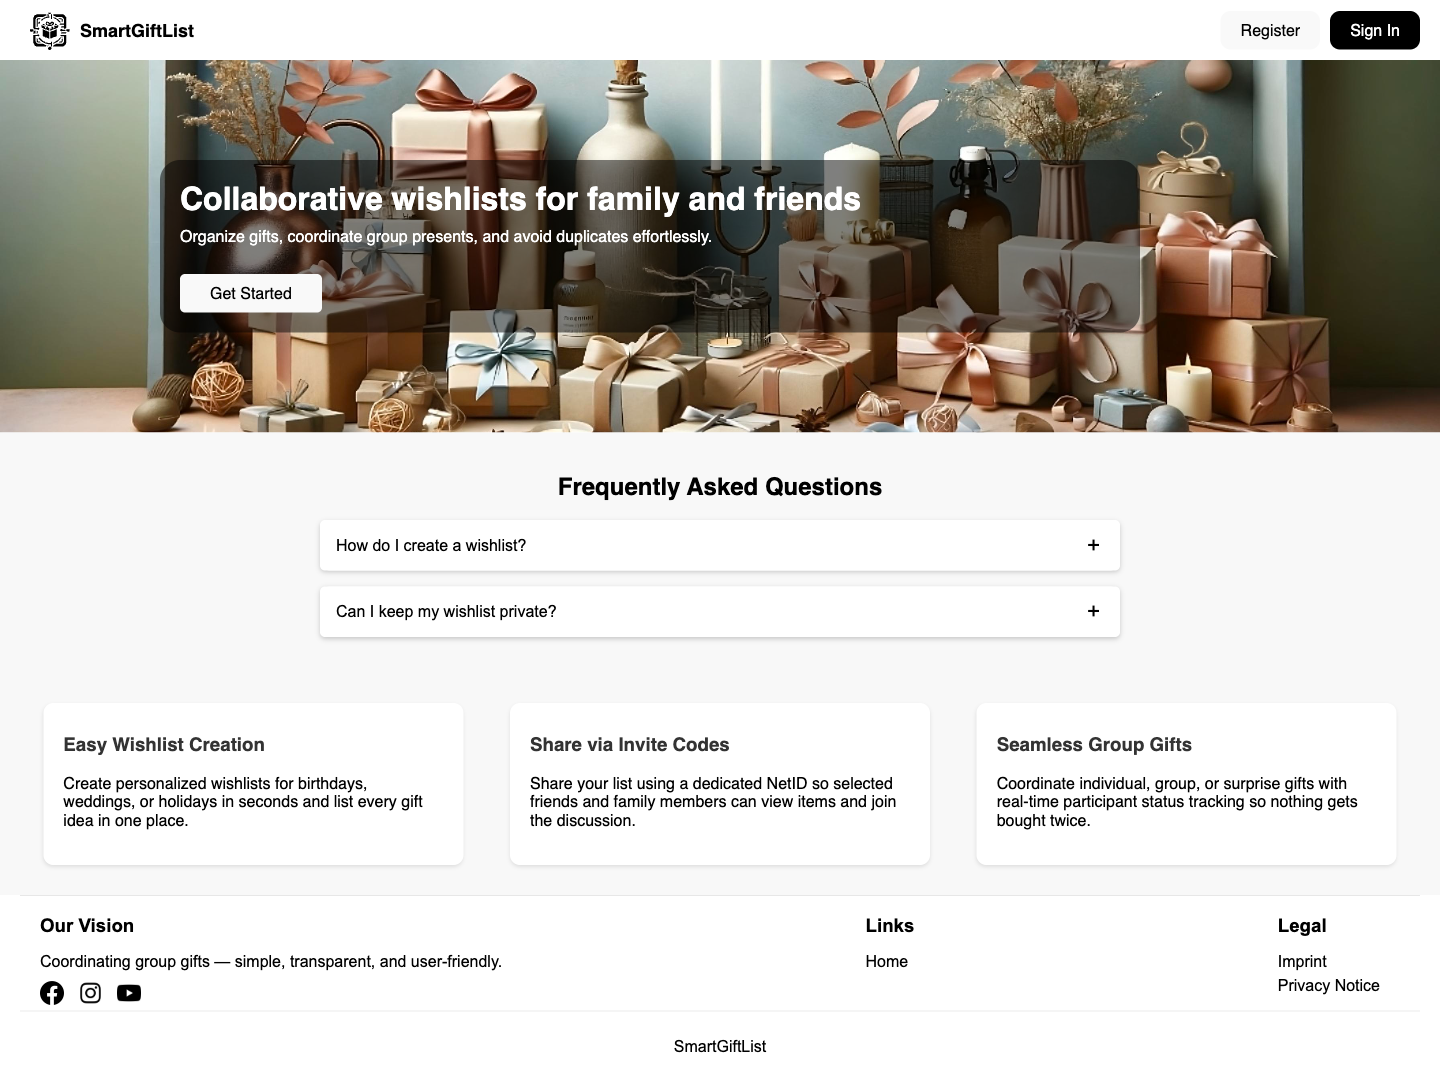 SmartGiftList
Register
Sign In
Collaborative wishlists for family and friends
Organize gifts, coordinate group presents, and avoid duplicates effortlessly.
Get Started
Frequently Asked Questions
How do I create a wishlist?
+
Can I keep my wishlist private?
+
Easy Wishlist Creation
Create personalized wishlists for birthdays,
weddings, or holidays in seconds and list every gift
idea in one place.
Share via Invite Codes
Share your list using a dedicated NetID so selected
friends and family members can view items and join
the discussion.
Seamless Group Gifts
Coordinate individual, group, or surprise gifts with
real-time participant status tracking so nothing gets
bought twice.
Our Vision
Coordinating group gifts — simple, transparent, and user-friendly.
Links
Home
Legal
Imprint
Privacy Notice
SmartGiftList